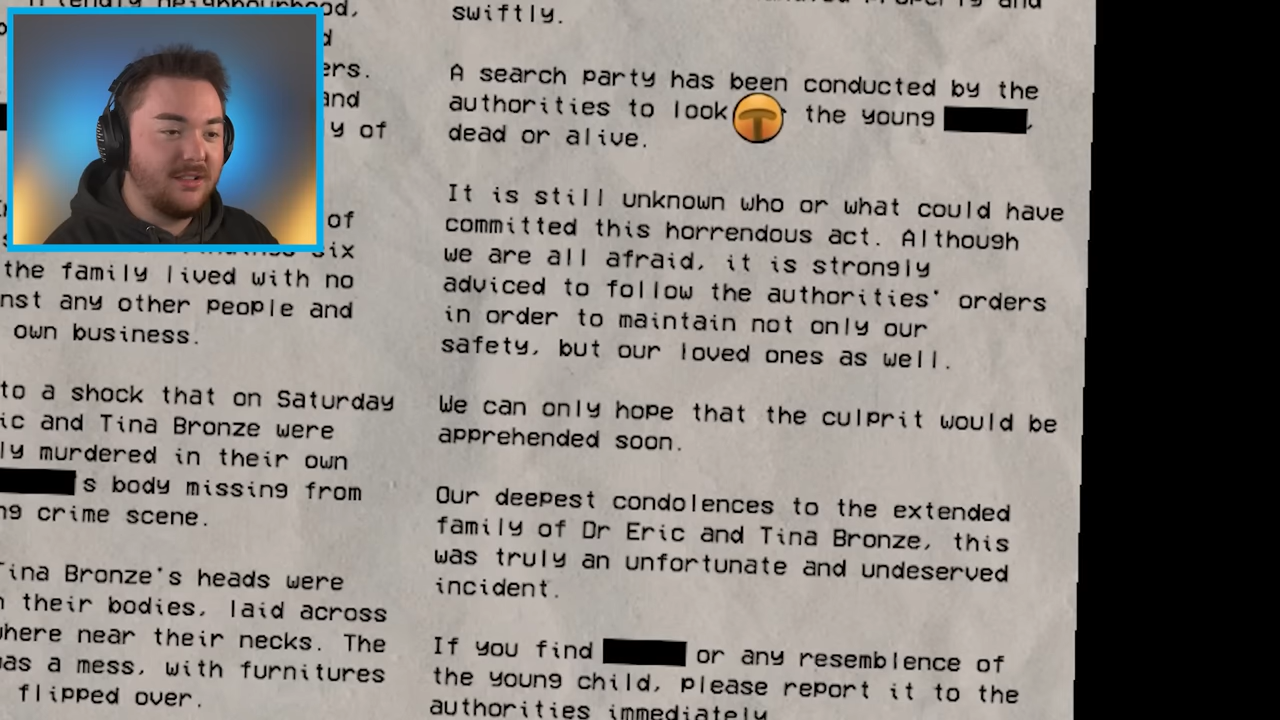 friendly neighbourhood,
ers.
and
y of
of
six
the family lived with no
nst any other people and
own business.
to a shock that on Saturday
ic and Tina Bronze were
ly murdered in their own
's body missing from
ng crime scene.
Tina Bronze's heads were
n their bodies, laid across
where near their necks. The
was a mess, with furnitures
flipped over.
properly and
swiftly.
A search party has been conducted by the
authorities to look the young ,
dead or alive.
It is still unknown who or what could have
committed this horrendous act. Although
we are all afraid, it is strongly
adviced to follow the authorities' orders
in order to maintain not only our
safety, but our loved ones as well.
We can only hope that the culprit would be
apprehended soon.
Our deepest condolences to the extended
family of Dr Eric and Tina Bronze, this
was truly an unfortunate and undeserved
incident.
If you find or any resemblence of
the young child, please report it to the
authorities immediately